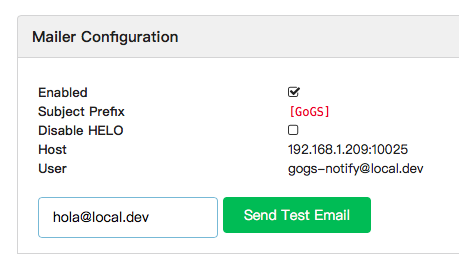 Mailer Configuration
Enabled
Subject Prefix [GoGS]
Disable HELO
Host 192.168.1.209:10025
User gogs-notify@local.dev
hola@local.dev Send Test Email